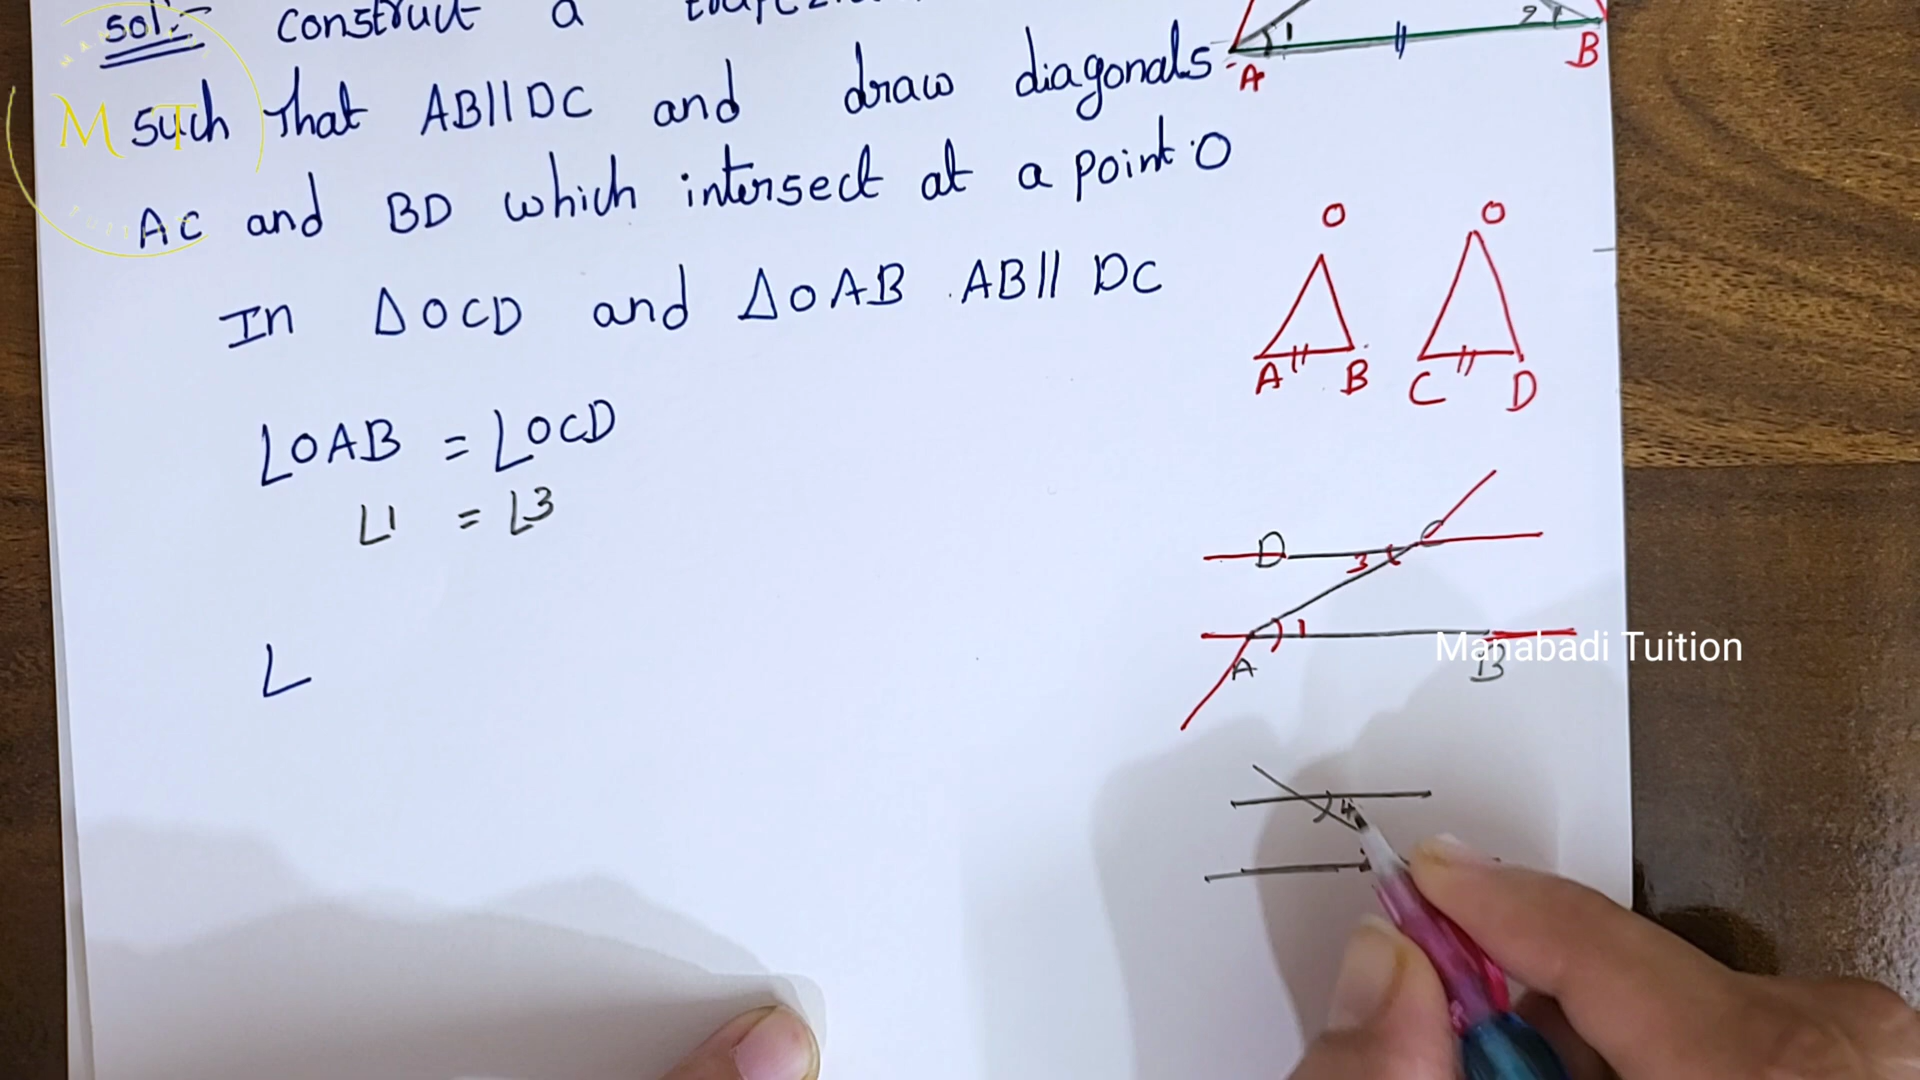 Sol:- construct a
such that AB||DC and draw diagonals
AC and BD which intersect at a point O
In ΔOCD and ΔOAB AB|| DC
∠OAB = ∠OCD
∠1 = ∠3
∠
1 2
A B
O O
A B C D
D C
3
1
A B
Manabadi Tuition
4
MT